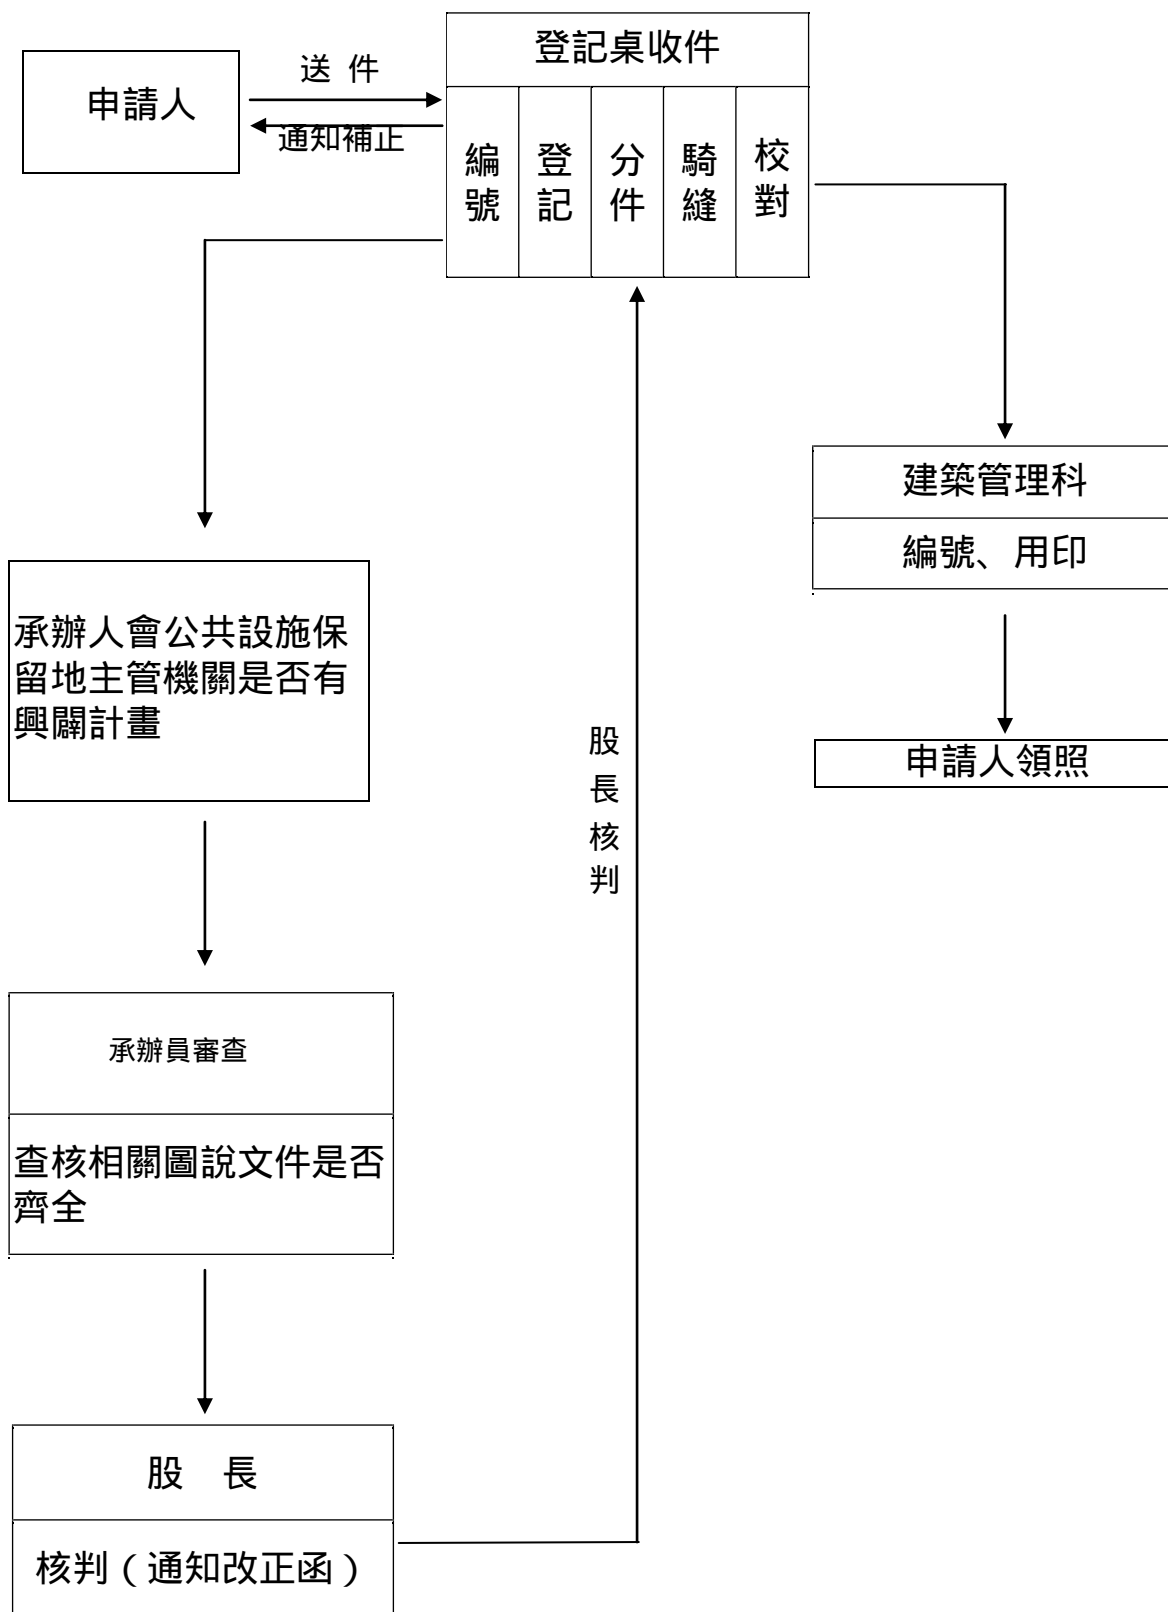 登記桌收件
申請人
送 件
通知補正
編號
登記
分件
騎縫
校對
建築管理科
編號、用印
申請人領照
承辦人會公共設施保
留地主管機關是否有
興闢計畫
股長核判
承辦員審查
查核相關圖說文件是否
齊全
股 長
核判（通知改正函）